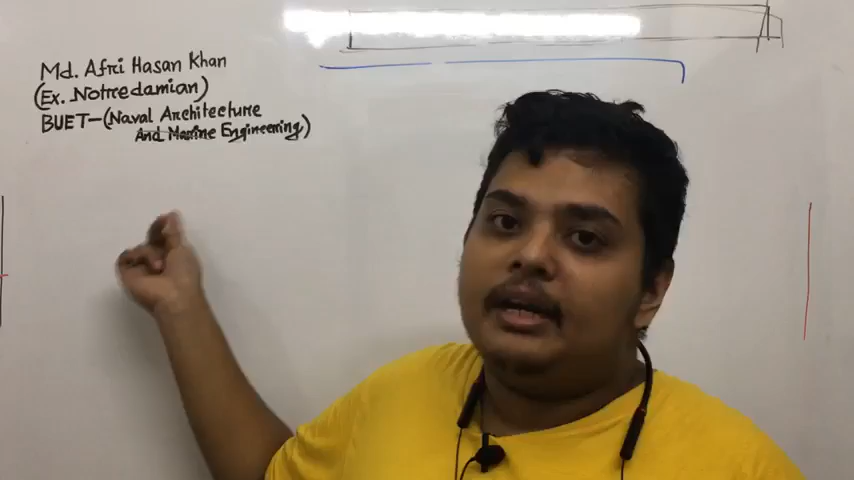 Md. Afri Hasan Khan
(Ex. Notredamian)
BUET-(Naval Architecture
And Marine Engineering)